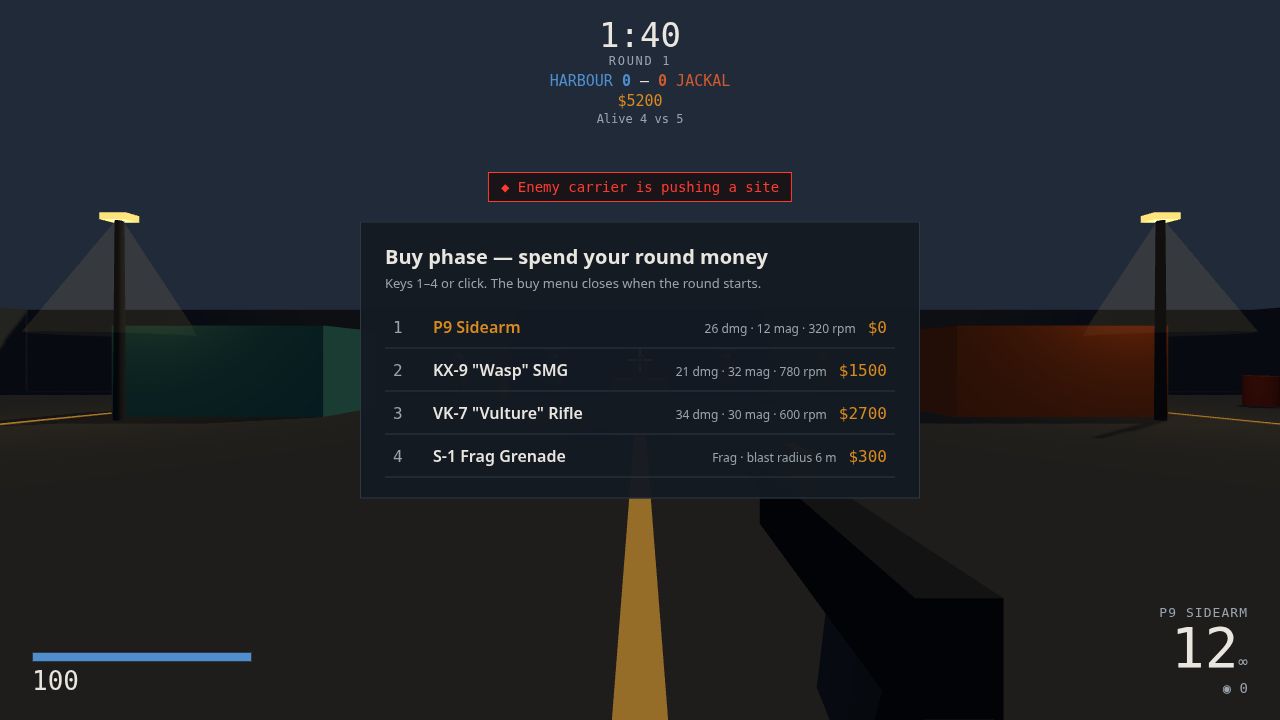 1:40
ROUND 1
HARBOUR 0 — 0 JACKAL
$5200
Alive 4 vs 5
◆ Enemy carrier is pushing a site
Buy phase — spend your round money
Keys 1–4 or click. The buy menu closes when the round starts.
1 P9 Sidearm 26 dmg · 12 mag · 320 rpm $0
2 KX-9 "Wasp" SMG 21 dmg · 32 mag · 780 rpm $1500
3 VK-7 "Vulture" Rifle 34 dmg · 30 mag · 600 rpm $2700
4 S-1 Frag Grenade Frag · blast radius 6 m $300
100
P9 SIDEARM
12 ∞
◉ 0